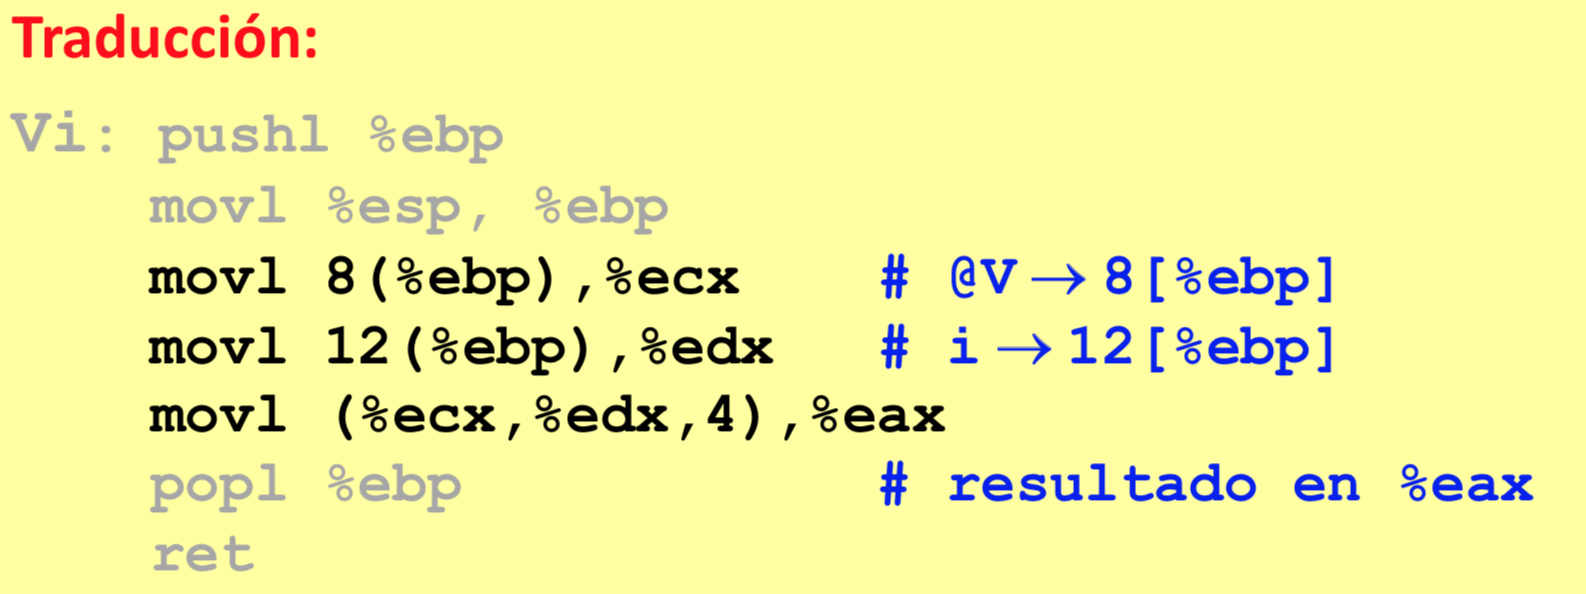 Traducción:
Vi: pushl %ebp
movl %esp, %ebp
movl 8(%ebp),%ecx # @V→8[%ebp]
movl 12(%ebp),%edx # i→12[%ebp]
movl (%ecx,%edx,4),%eax
popl %ebp # resultado en %eax
ret